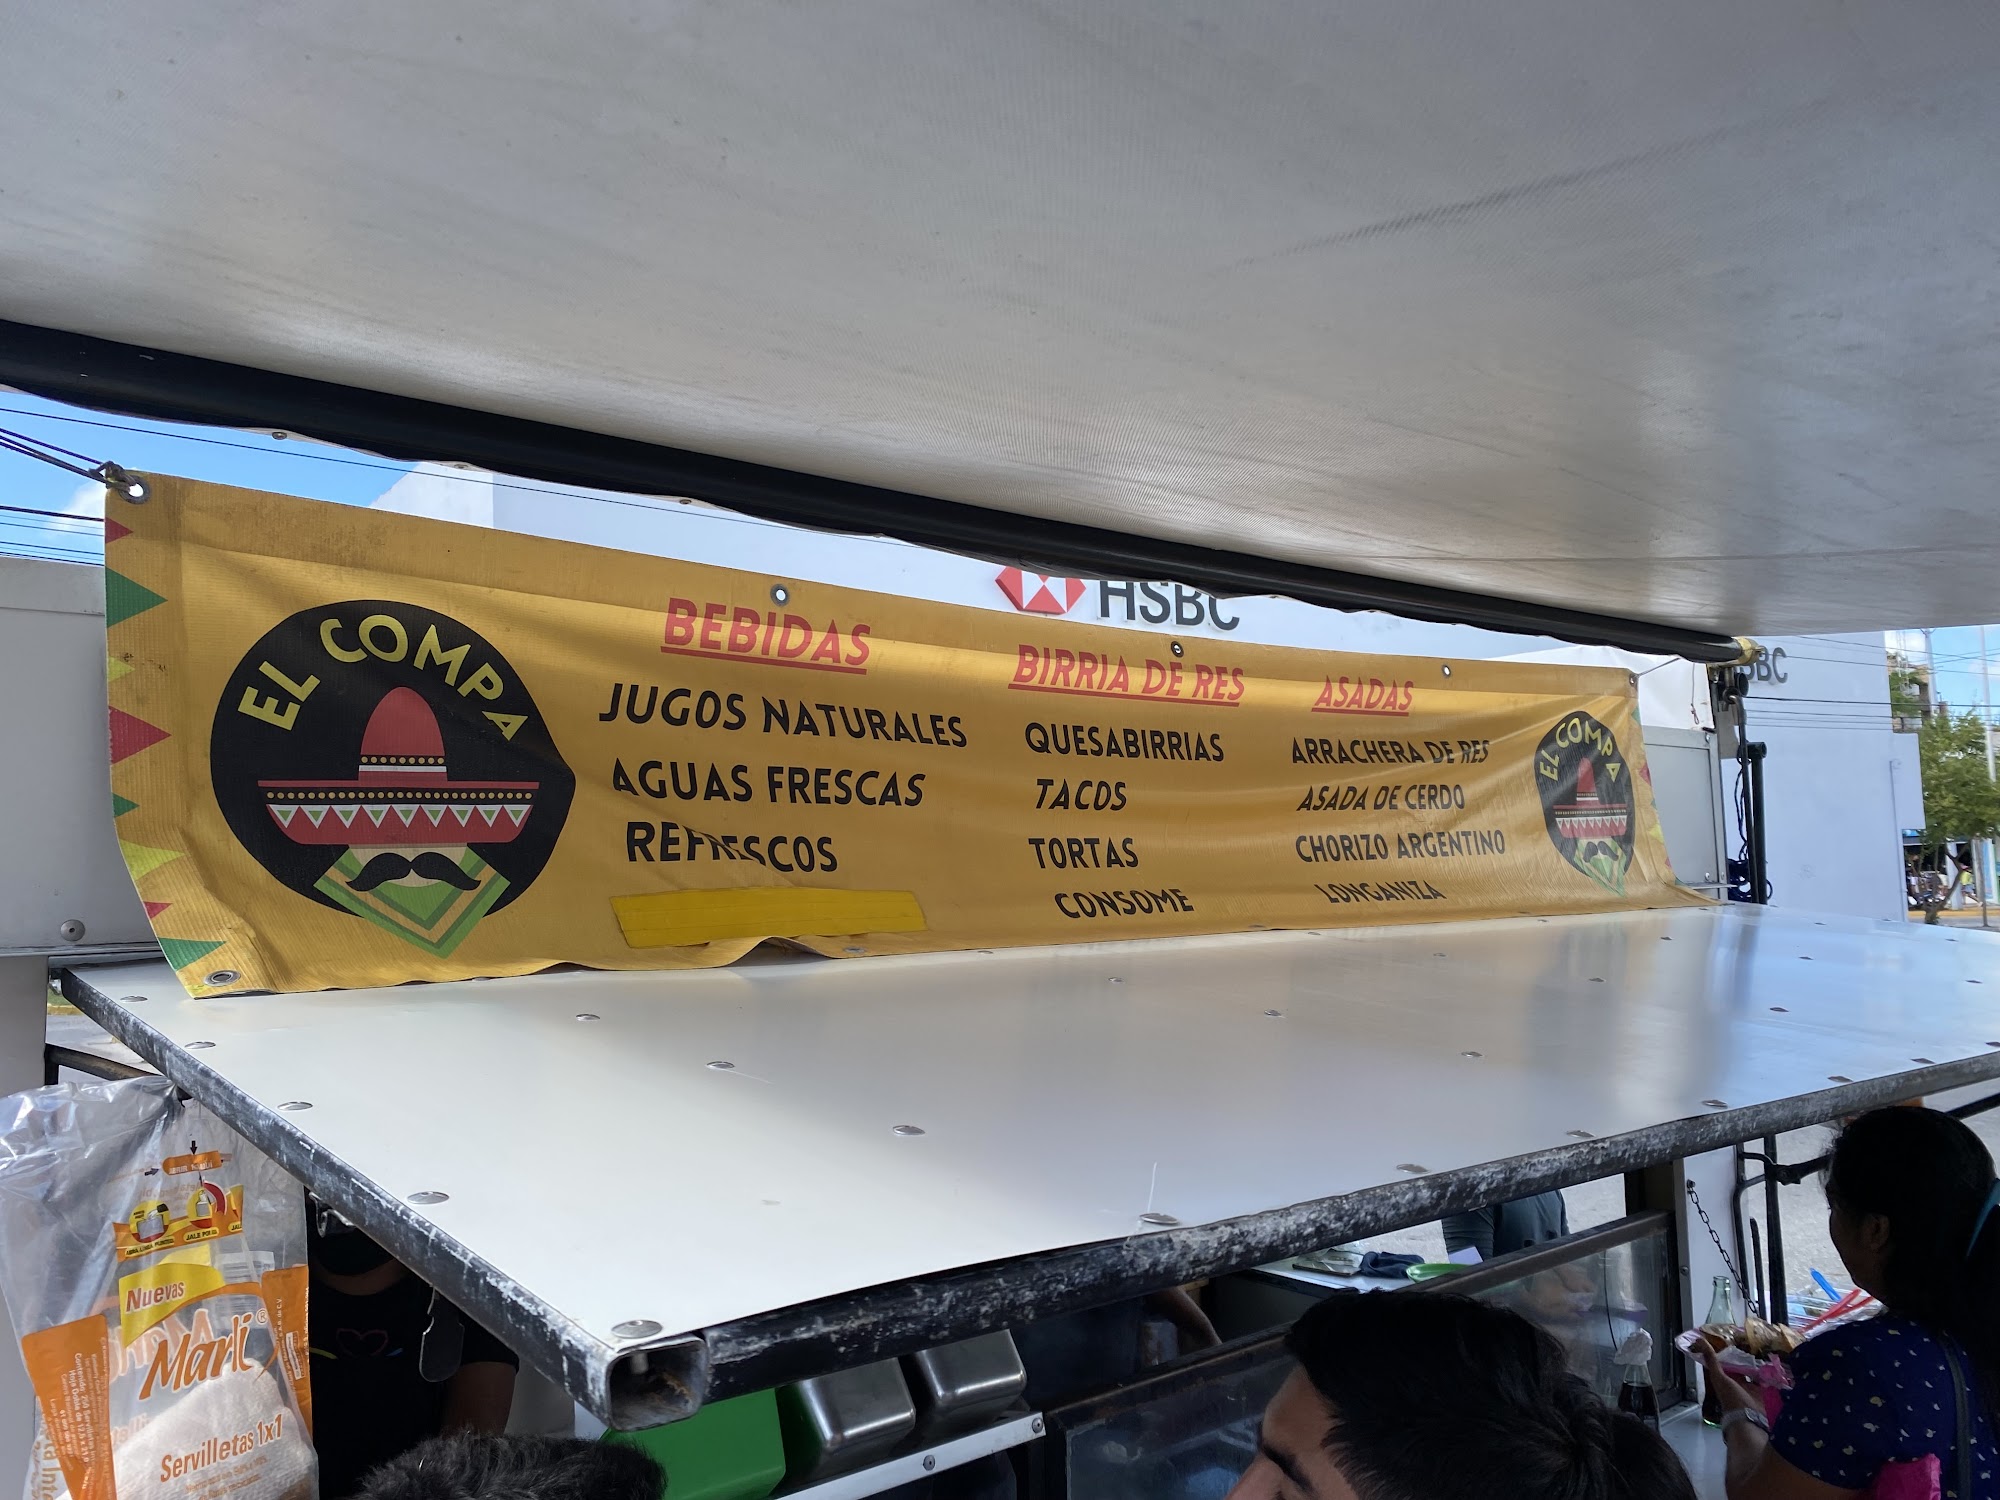 HSBC
EL COMPA
BEBIDAS
JUGOS NATURALES
AGUAS FRESCAS
REFRESCOS
BIRRIA DE RES
QUESABIRRIAS
TACOS
TORTAS
CONSOME
ASADAS
ARRACHERA DE RES
ASADA DE CERDO
CHORIZO ARGENTINO
LONGANIZA
EL COMPA
SBC
Nuevas
Marli®
Servilletas 1x1